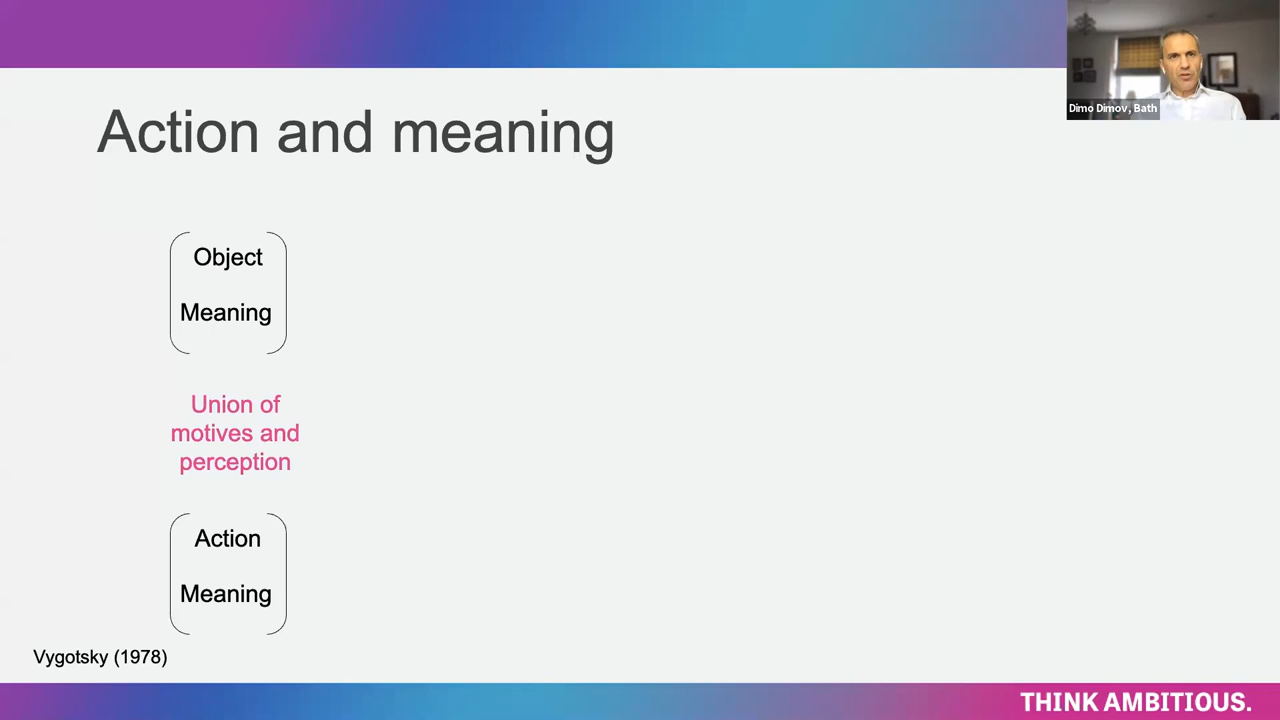 Dimo Dimov, Bath
Action and meaning
Object
Meaning
Union of
motives and
perception
Action
Meaning
Vygotsky (1978)
THINK AMBITIOUS.